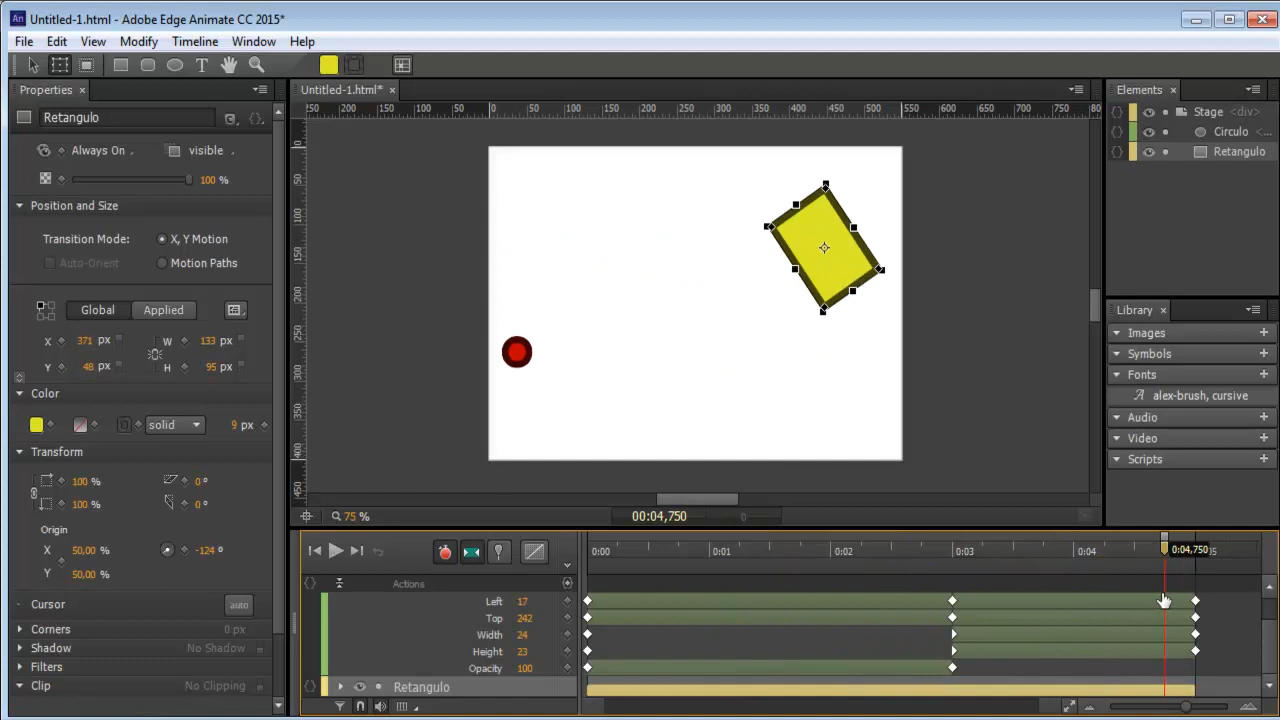 Untitled-1.html - Adobe Edge Animate CC 2015*
File Edit View Modify Timeline Window Help
Properties
Retangulo
Always On
visible
100 %
Position and Size
Transition Mode: X, Y Motion
Auto-Orient Motion Paths
Global Applied
X 371 px W 133 px
Y 48 px H 95 px
Color
solid 9 px
Transform
100 % 0 º
100 % 0 º
Origin
X 50,00 % -124 º
Y 50,00 %
Cursor auto
Corners 0 px
Shadow No Shadow
Filters
Clip No Clipping
Untitled-1.html*
250 200 150 100 50 0 50 100 150 200 250 300 350 400 450 500 550 600 650 700 750 80
0
50
100
150
200
250
300
350
400
450
75 %
00:04,750
0
0:00 0:01 0:02 0:03 0:04 0:04,750
Actions
Left 17
Top 242
Width 24
Height 23
Opacity 100
Retangulo
Elements
Stage <div>
Circulo <...
Retangulo
Library
Images
Symbols
Fonts
alex-brush, cursive
Audio
Video
Scripts